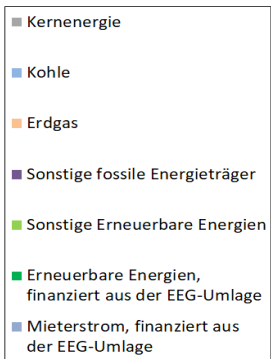 Kernenergie
Kohle
Erdgas
Sonstige fossile Energieträger
Sonstige Erneuerbare Energien
Erneuerbare Energien,
finanziert aus der EEG-Umlage
Mieterstrom, finanziert aus
der EEG-Umlage